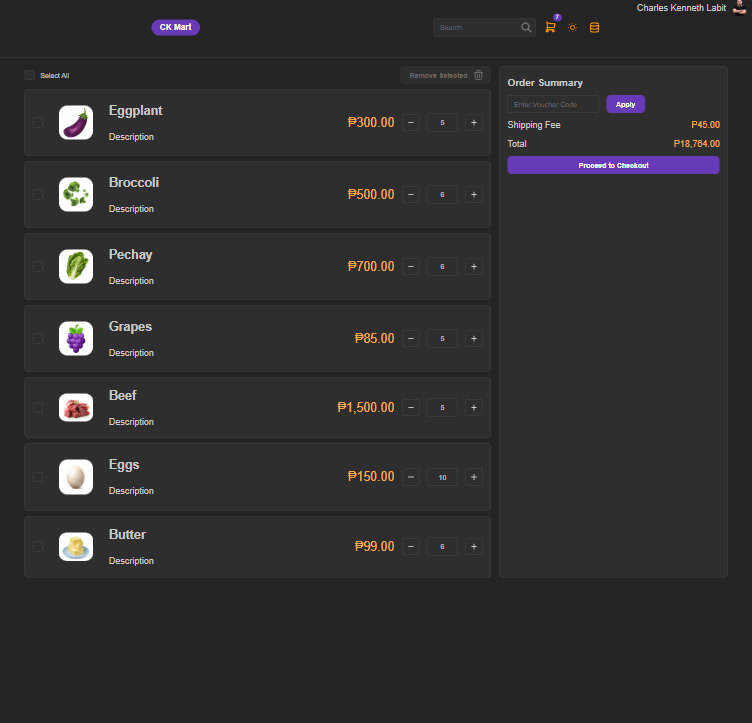 Charles Kenneth Labit
CK Mart
Search
7
Select All
Remove Selected
Eggplant
Description
₱300.00
− 5 +
Broccoli
Description
₱500.00
− 6 +
Pechay
Description
₱700.00
− 6 +
Grapes
Description
₱85.00
− 5 +
Beef
Description
₱1,500.00
− 5 +
Eggs
Description
₱150.00
− 10 +
Butter
Description
₱99.00
− 6 +
Order Summary
Enter Voucher Code
Apply
Shipping Fee ₱45.00
Total ₱18,764.00
Proceed to Checkout